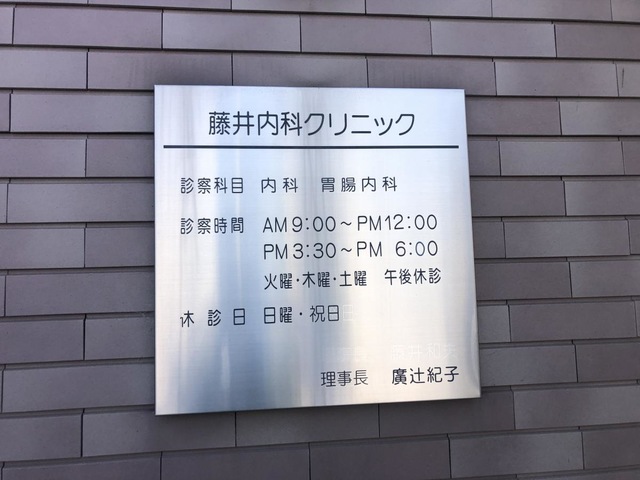 藤井内科クリニック
診察科目 内科 胃腸内科
診察時間 AM9:00～PM12:00
PM3:30～PM 6:00
火曜・木曜・土曜 午後休診
休診日 日曜・祝日
理事長 廣辻紀子